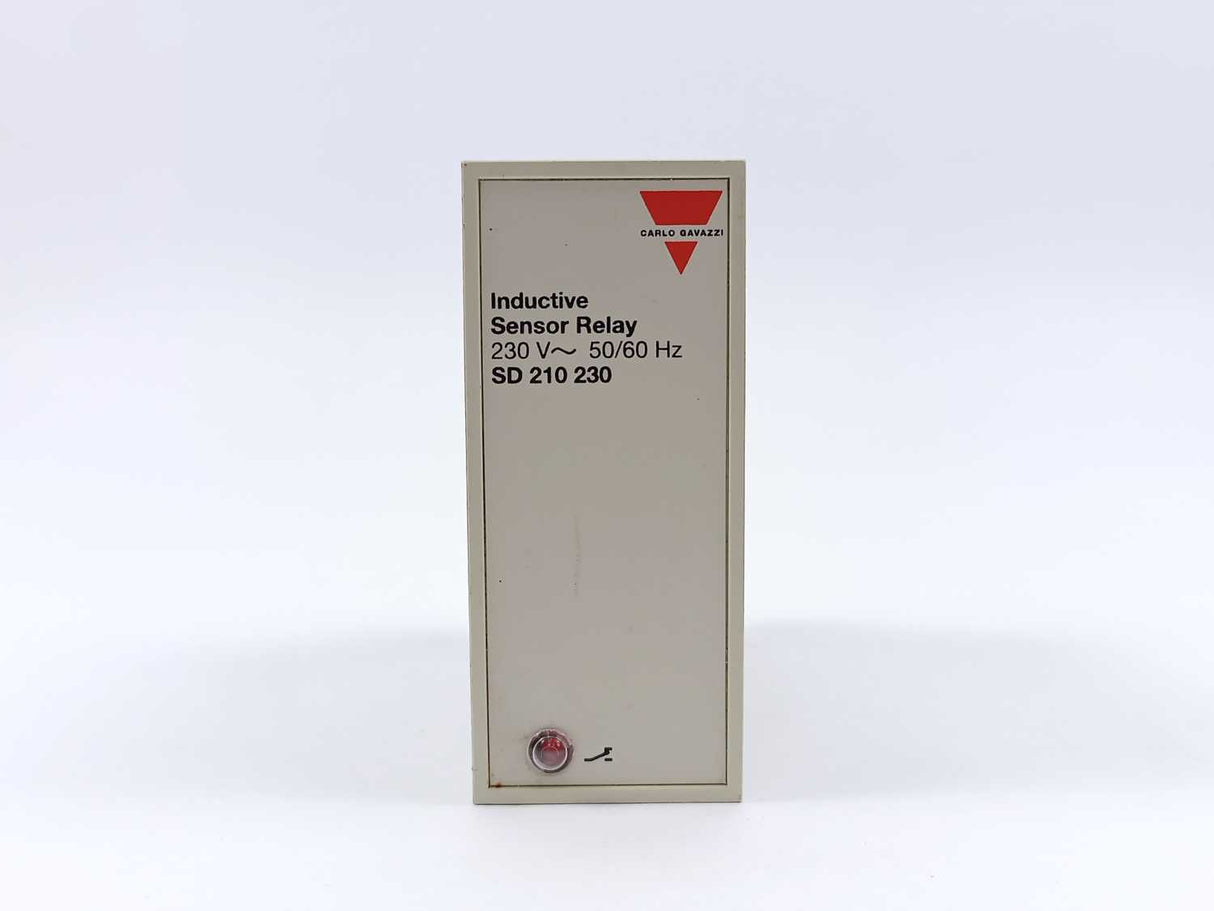 CARLO GAVAZZI
Inductive
Sensor Relay
230 V~ 50/60 Hz
SD 210 230